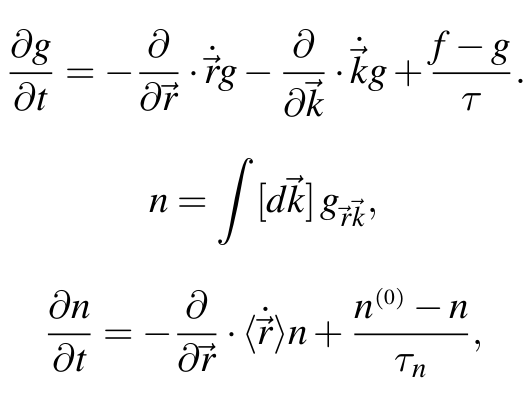 ∂g/∂t = −∂/∂r⃗ · ṙ⃗g − ∂/∂k⃗ · k̇⃗g + (f − g)/τ.
n = ∫[dk⃗] g_{r⃗k⃗},
∂n/∂t = −∂/∂r⃗ · ⟨ṙ⃗⟩n + (n^{(0)} − n)/τ_n,